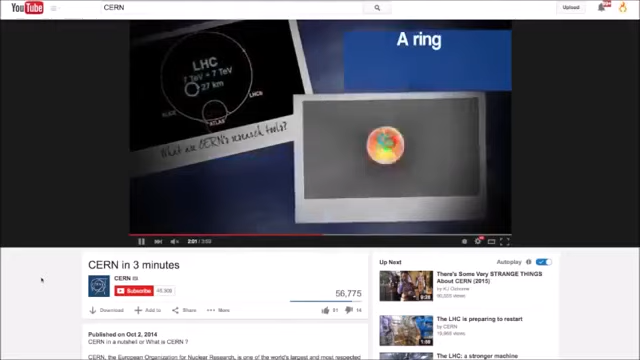 YouTube
CERN
Upload
A ring
LHC
7 TeV + 7 TeV
27 km
ATLAS
What are CERN's research tools?
2:01 / 3:03
CERN in 3 minutes
CERN
Subscribe
56,775
Download
Add to
Share
More
14
Published on Oct 2, 2014
CERN in a nutshell or What is CERN ?
CERN, the European Organization for Nuclear Research, is one of the world's largest and most respected
Up Next
Autoplay
There's Some Very STRANGE THINGS
About CERN (2015)
The LHC is preparing to restart
by CERN
The LHC: a stronger machine